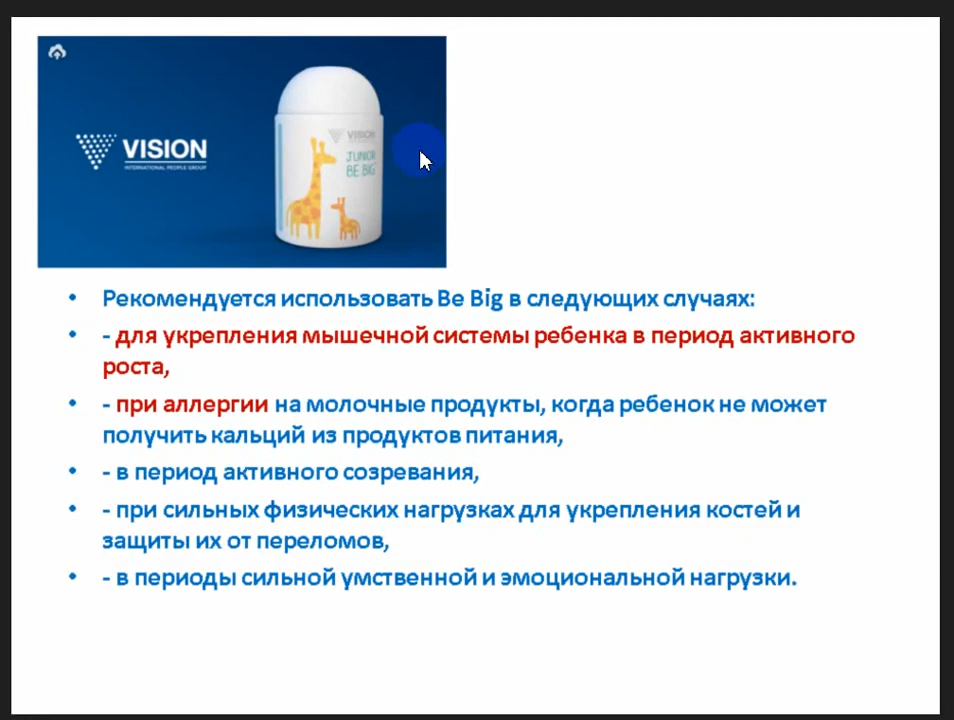 VISION
INTERNATIONAL PEOPLE GROUP
VISION
JUNIOR
BE BIG
• Рекомендуется использовать Be Big в следующих случаях:
• - для укрепления мышечной системы ребенка в период активного
роста,
• - при аллергии на молочные продукты, когда ребенок не может
получить кальций из продуктов питания,
• - в период активного созревания,
• - при сильных физических нагрузках для укрепления костей и
защиты их от переломов,
• - в периоды сильной умственной и эмоциональной нагрузки.